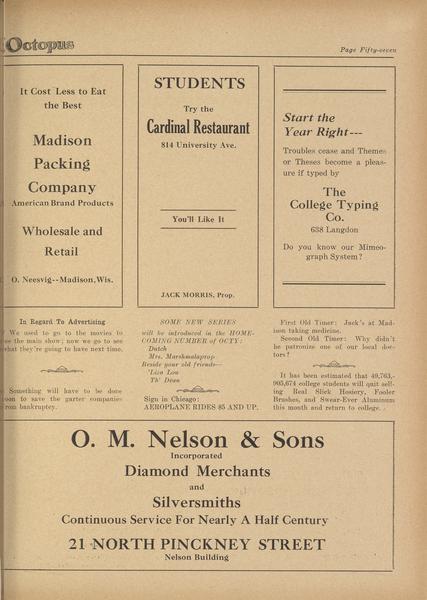 Octopus
Page Fifty-seven
It Cost Less to Eat
the Best
Madison
Packing
Company
American Brand Products
Wholesale and
Retail
O. Neesvig--Madison, Wis.
STUDENTS
Try the
Cardinal Restaurant
814 University Ave.
You'll Like It
JACK MORRIS, Prop.
Start the
Year Right---
Troubles cease and Themes
or Theses become a pleas-
ure if typed by
The
College Typing
Co.
638 Langdon
Do you know our Mimeo-
graph System?
In Regard To Advertising
We used to go to the movies to
see the main show; now we go to see
what they're going to have next time.
Something will have to be done
soon to save the garter companies
from bankruptcy.
SOME NEW SERIES
will be introduced in the HOME-
COMING NUMBER of OCTY:
Dutch
Mrs. Marshmalaprop
Beside your old friends—
'Liza Lou
Th' Dean
Sign in Chicago:
AEROPLANE RIDES $5 AND UP.
First Old Timer: Jack's at Mad-
ison taking medicine.
Second Old Timer: Why didn't
he patronize one of our local doc-
tors?
It has been estimated that 49,763,-
905,674 college students will quit sell-
ing Real Slick Hosiery, Fooler
Brushes, and Swear-Ever Aluminum
this month and return to college.
O. M. Nelson & Sons
Incorporated
Diamond Merchants
and
Silversmiths
Continuous Service For Nearly A Half Century
21 NORTH PINCKNEY STREET
Nelson Building